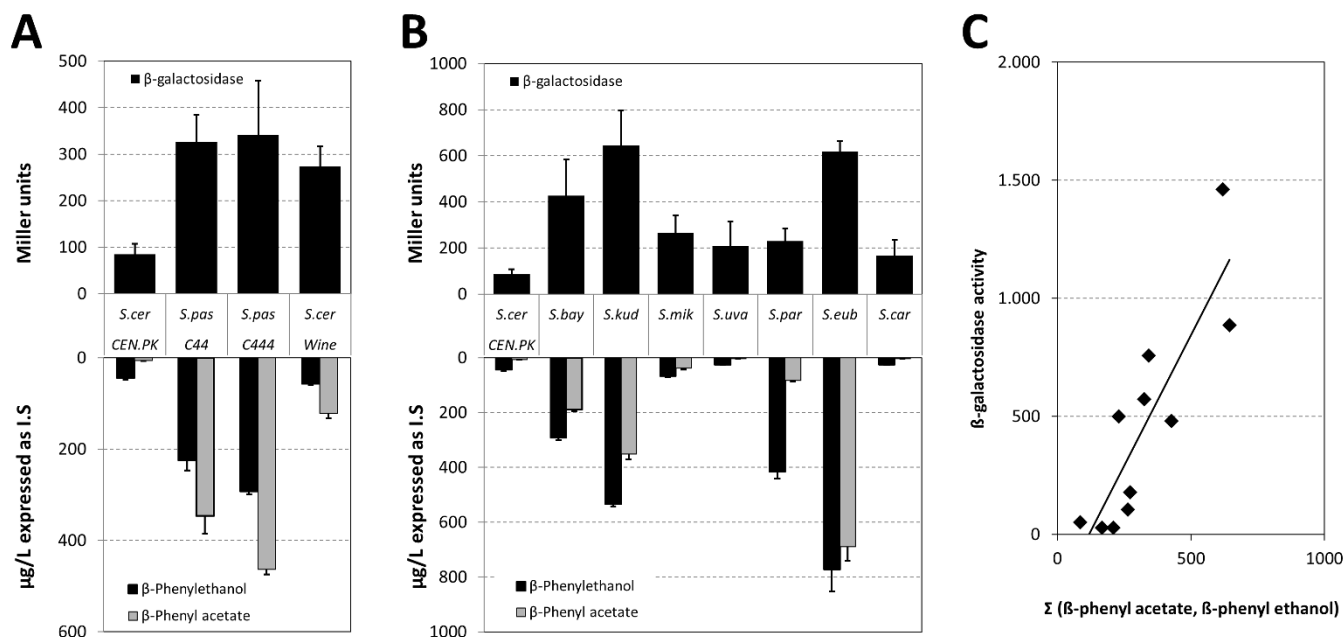 A
500
β-galactosidase
400
300
200
100
0
Miller units
S.cer S.pas S.pas S.cer
CEN.PK C44 C444 Wine
0
200
400
600
µg/L expressed as I.S
β-Phenylethanol
β-Phenyl acetate
B
1000
β-galactosidase
800
600
400
200
0
Miller units
S.cer S.bay S.kud S.mik S.uva S.par S.eub S.car
CEN.PK
0
200
400
600
800
1000
µg/L expressed as I.S
β-Phenylethanol
β-Phenyl acetate
C
2.000
1.500
1.000
500
0
ß-galactosidase activity
0 500 1000
Σ (ß-phenyl acetate, ß-phenyl ethanol)